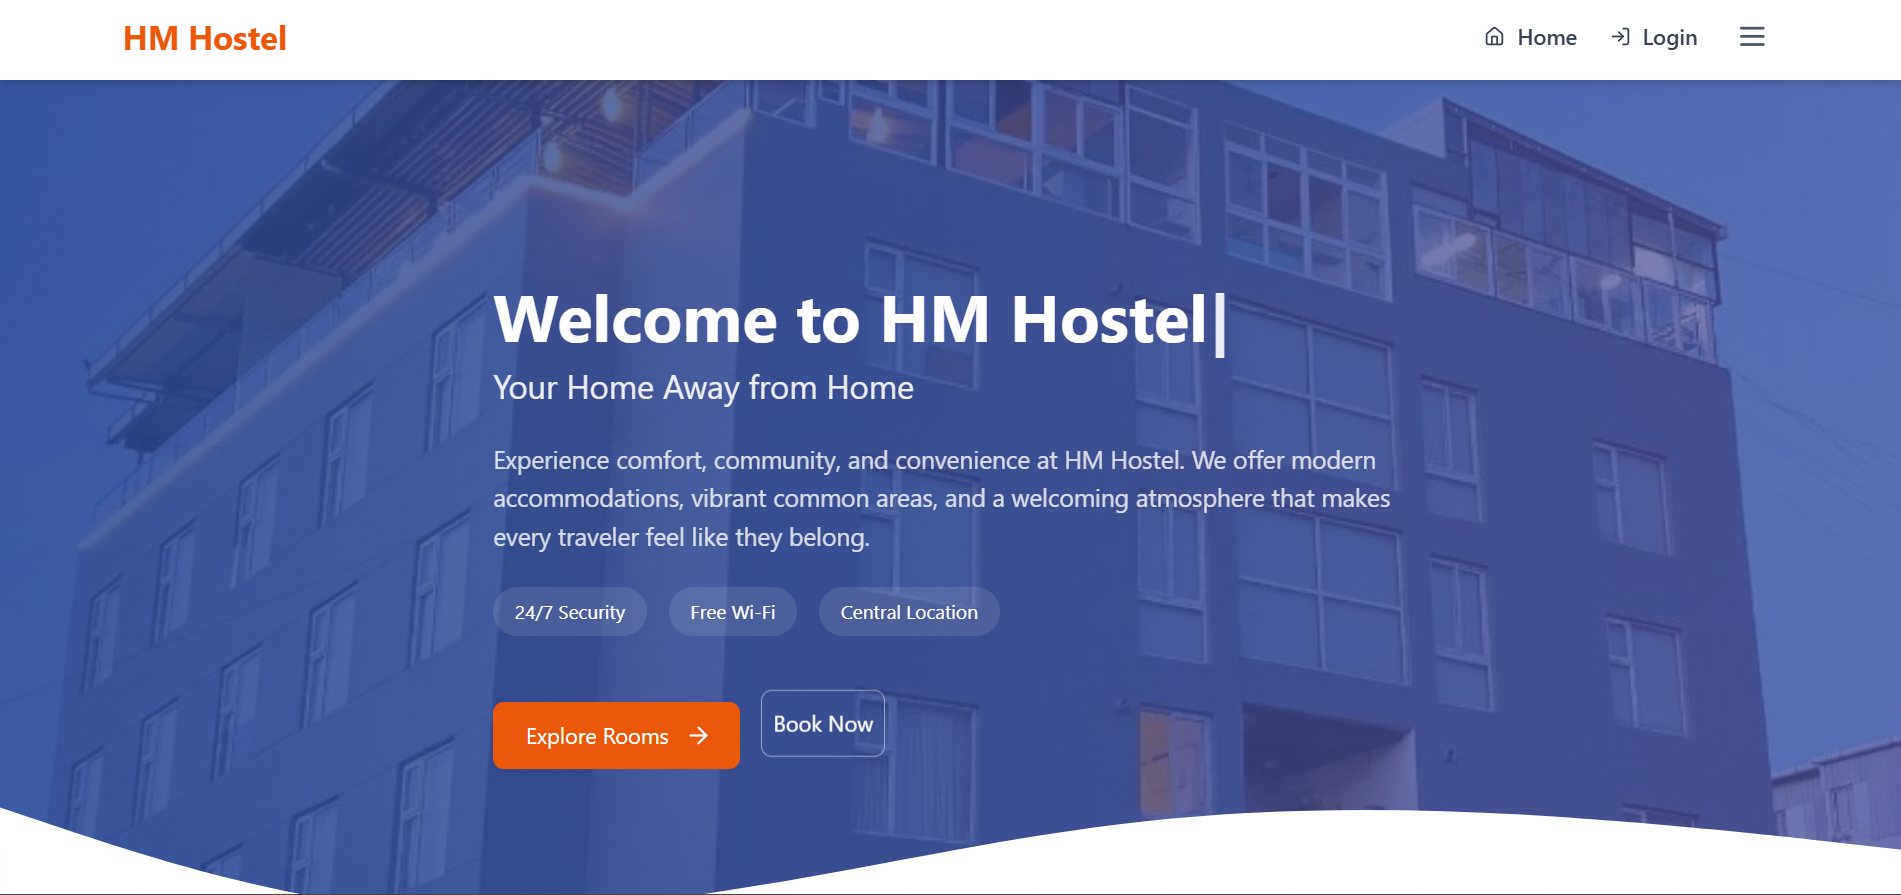 HM Hostel
Home
Login
Welcome to HM Hostel|
Your Home Away from Home
Experience comfort, community, and convenience at HM Hostel. We offer modern
accommodations, vibrant common areas, and a welcoming atmosphere that makes
every traveler feel like they belong.
24/7 Security
Free Wi-Fi
Central Location
Explore Rooms →
Book Now